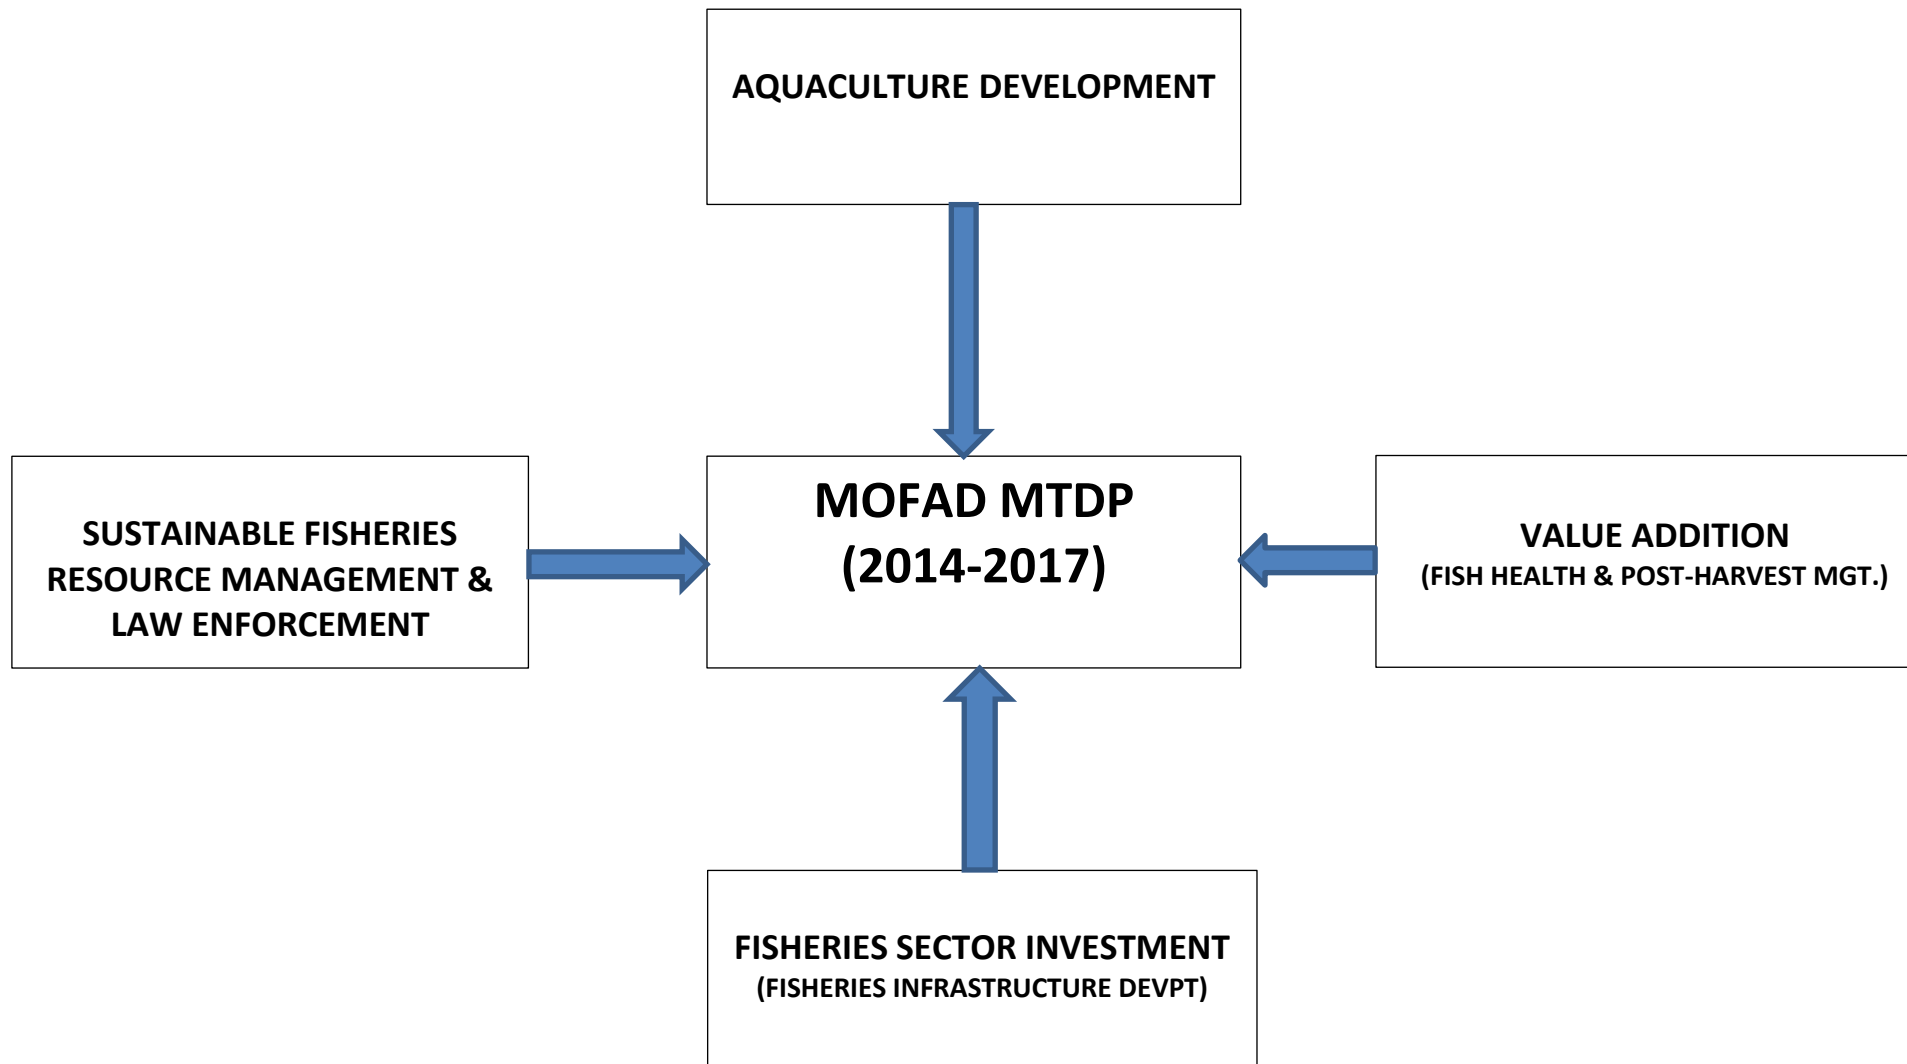 AQUACULTURE DEVELOPMENT
SUSTAINABLE FISHERIES
RESOURCE MANAGEMENT &
LAW ENFORCEMENT
MOFAD MTDP
(2014-2017)
VALUE ADDITION
(FISH HEALTH & POST-HARVEST MGT.)
FISHERIES SECTOR INVESTMENT
(FISHERIES INFRASTRUCTURE DEVPT)